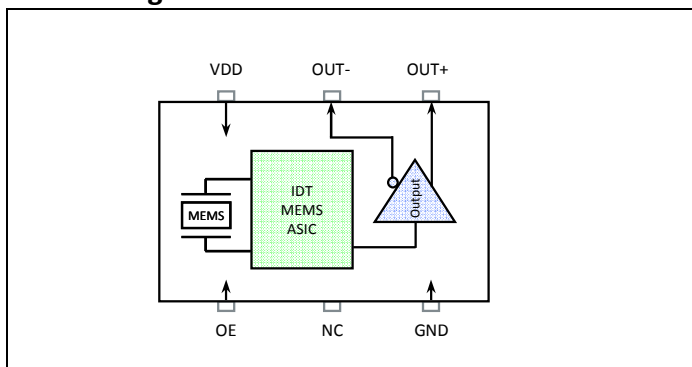 VDD OUT- OUT+
IDT
MEMS
ASIC
MEMS
Output
OE NC GND